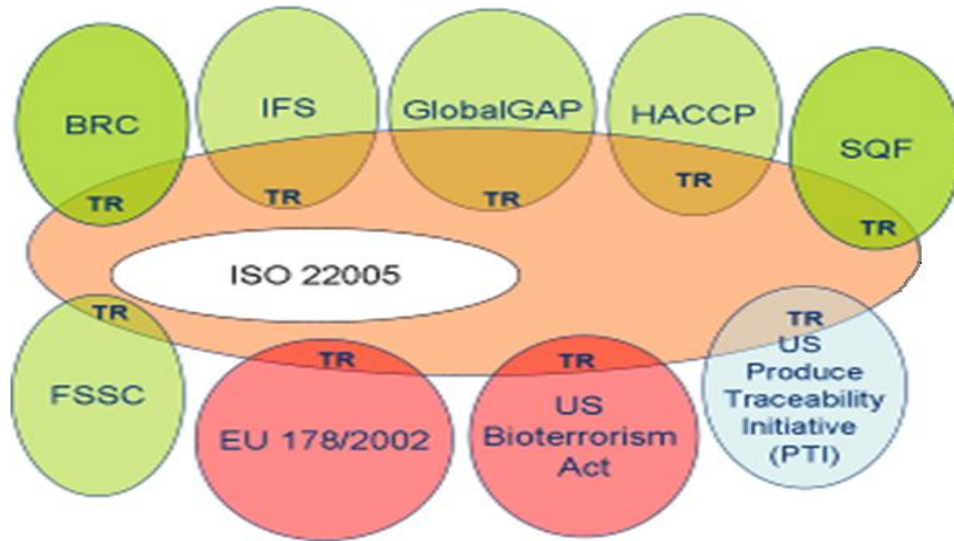 BRC
IFS
GlobalGAP
HACCP
SQF
TR
TR
TR
TR
TR
ISO 22005
TR
FSSC
TR
EU 178/2002
TR
US
Bioterrorism
Act
TR
US
Produce
Traceability
Initiative
(PTI)